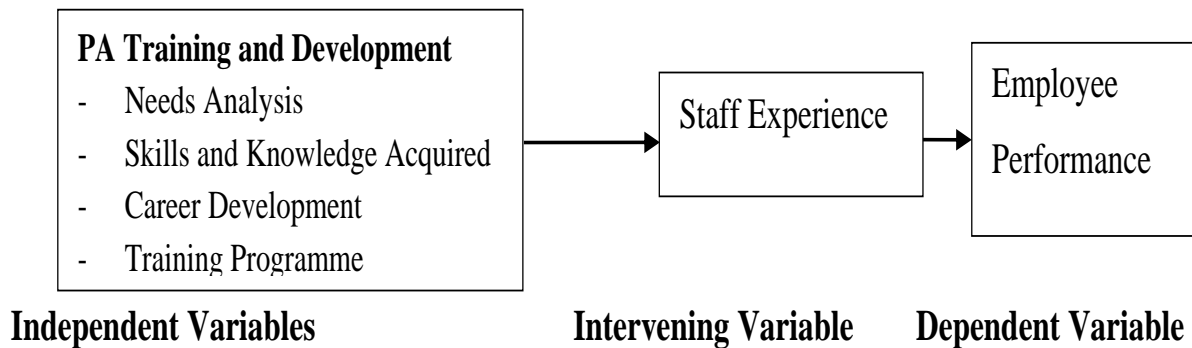 PA Training and Development
- Needs Analysis
- Skills and Knowledge Acquired
- Career Development
- Training Programme
Staff Experience
Employee
Performance
Independent Variables
Intervening Variable
Dependent Variable